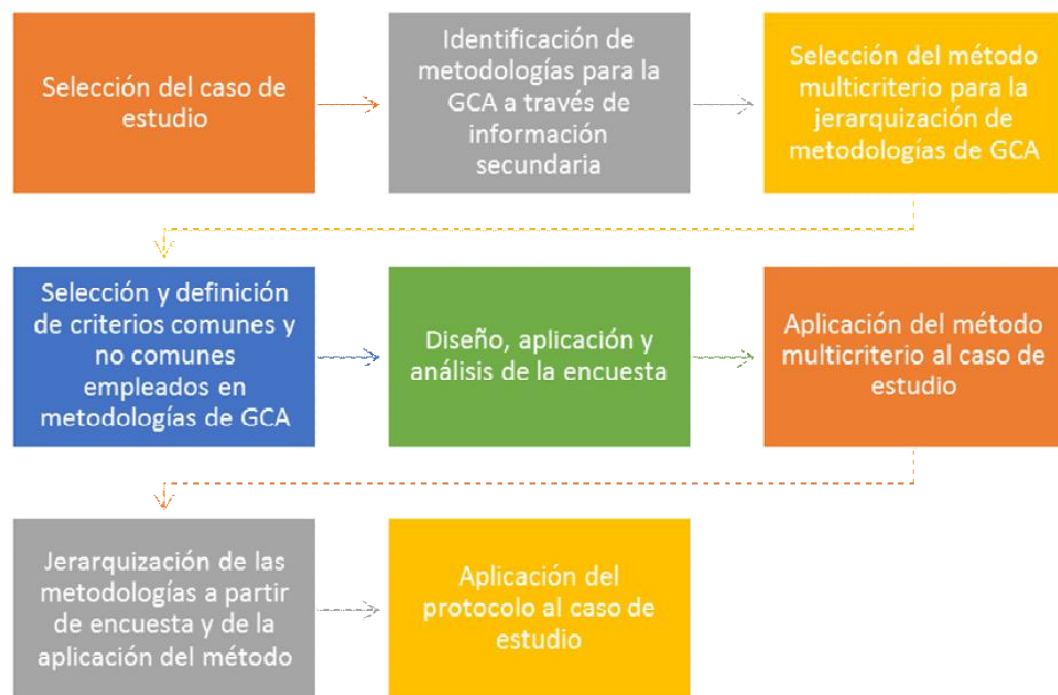 Selección del caso de
estudio
Identificación de
metodologías para la
GCA a través de
información
secundaria
Selección del método
multicriterio para la
jerarquización de
metodologías de GCA
Selección y definición
de criterios comunes y
no comunes
empleados en
metodologías de GCA
Diseño, aplicación y
análisis de la encuesta
Aplicación del método
multicriterio al caso de
estudio
Jerarquización de las
metodologías a partir
de encuesta y de la
aplicación del método
Aplicación del
protocolo al caso de
estudio